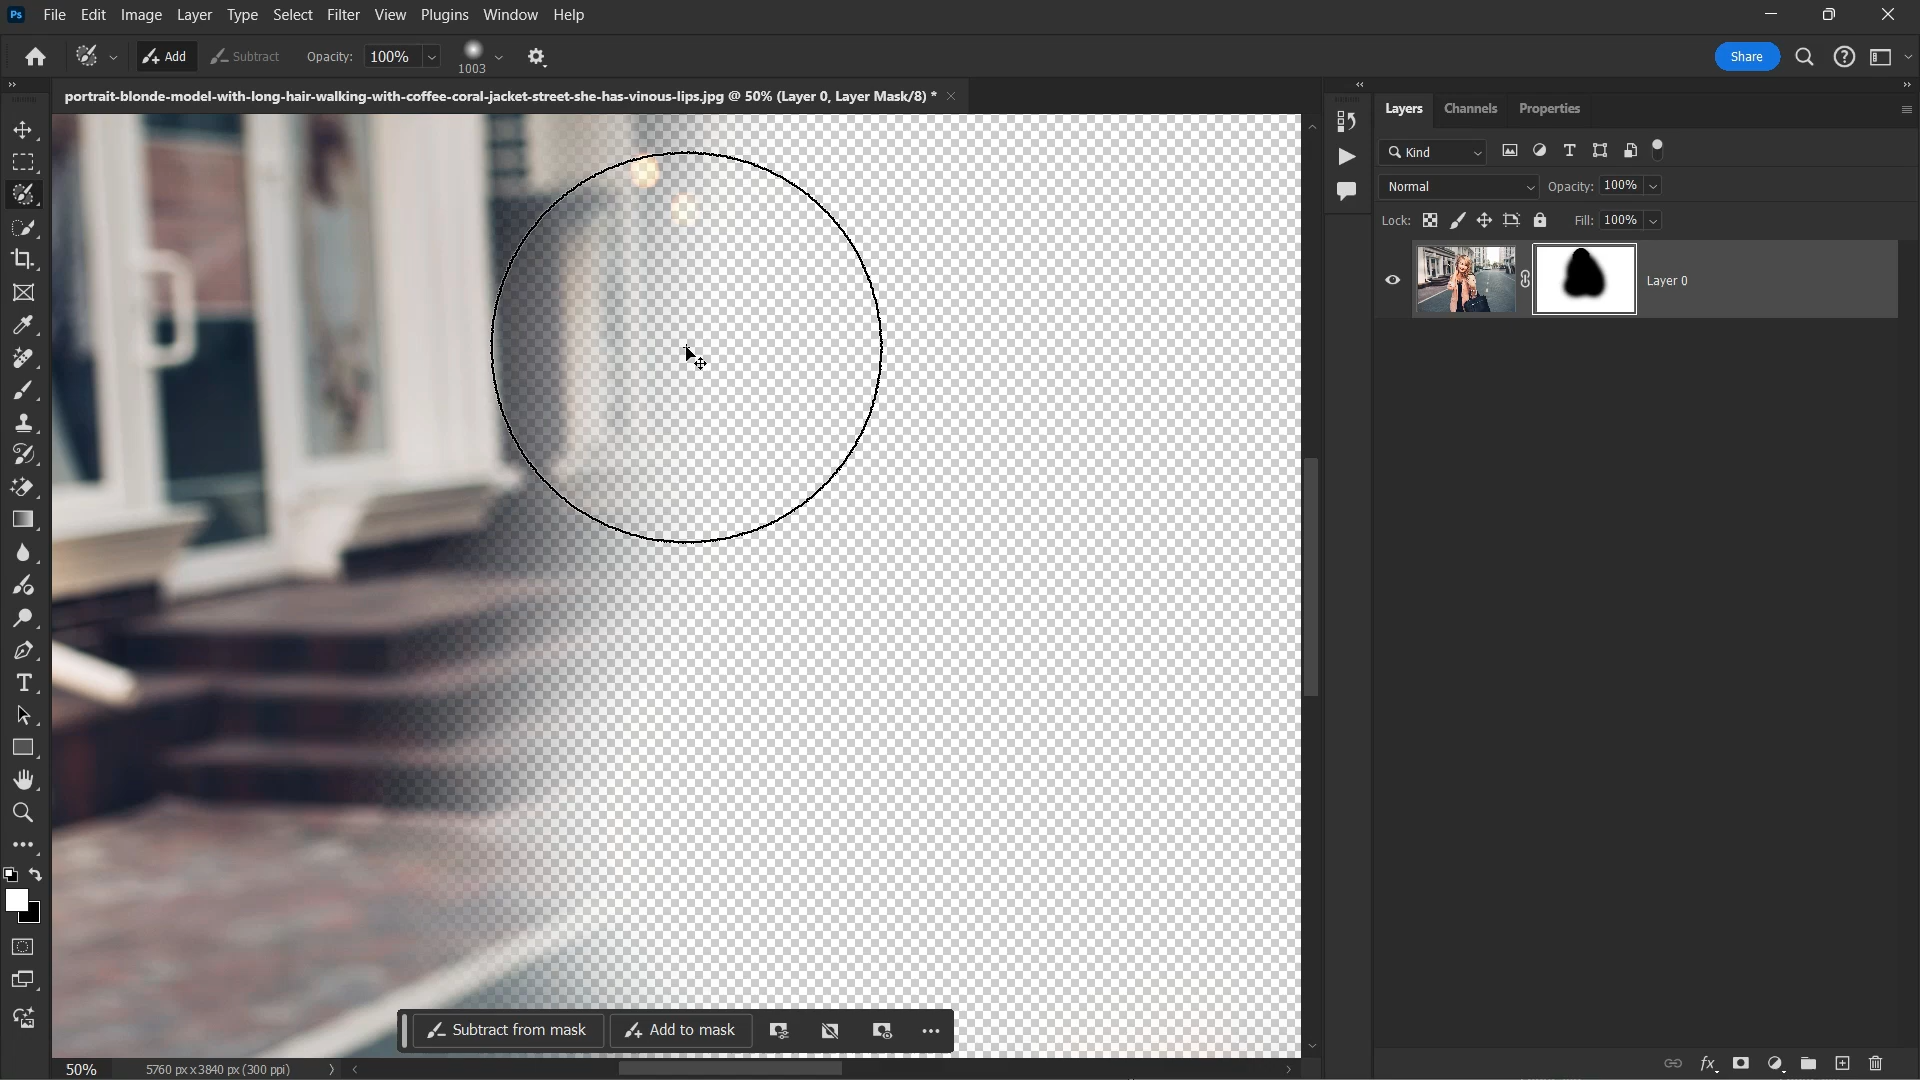 Ps File Edit Image Layer Type Select Filter View Plugins Window Help
Add Subtract Opacity: 100% 1003 Share
portrait-blonde-model-with-long-hair-walking-with-coffee-coral-jacket-street-she-has-vinous-lips.jpg @ 50% (Layer 0, Layer Mask/8) *
Layers Channels Properties
Kind
Normal Opacity: 100%
Lock: Fill: 100%
Layer 0
Subtract from mask Add to mask
50% 5760 px x 3840 px (300 ppi)